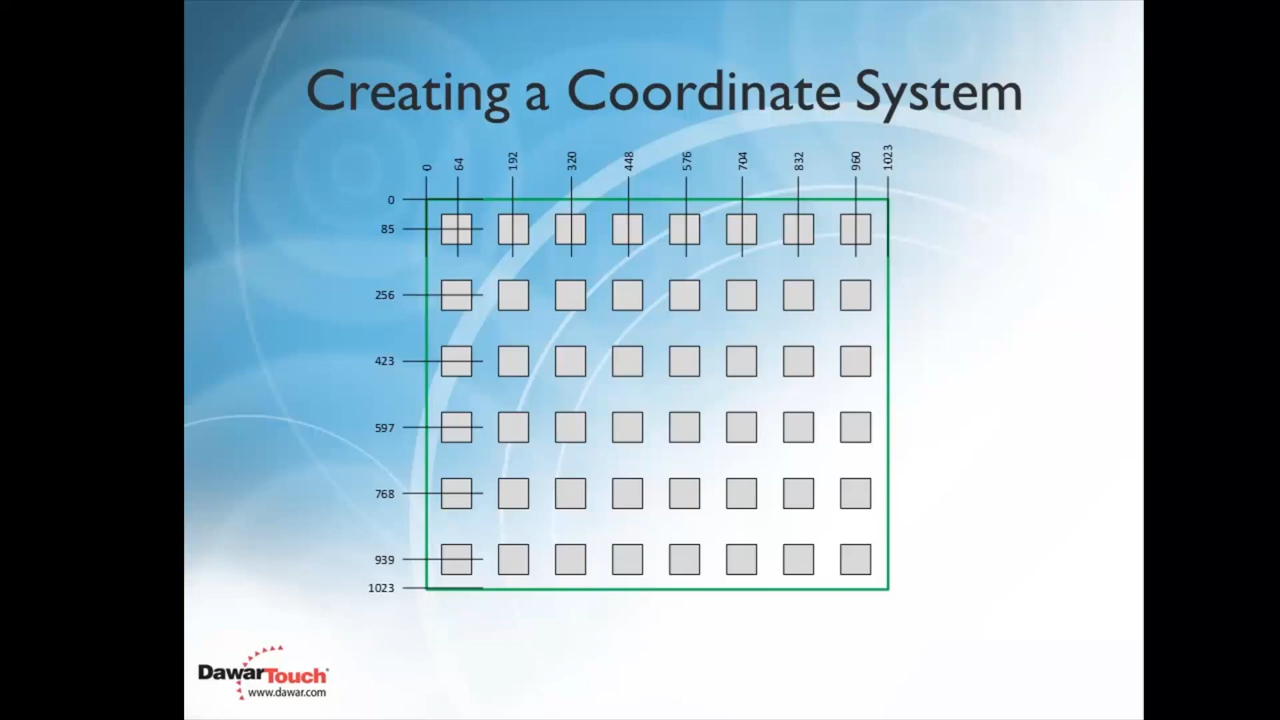 Creating a Coordinate System
0 64 192 320 448 576 704 832 960 1023
0
85
256
423
597
768
939
1023
DawarTouch
www.dawar.com